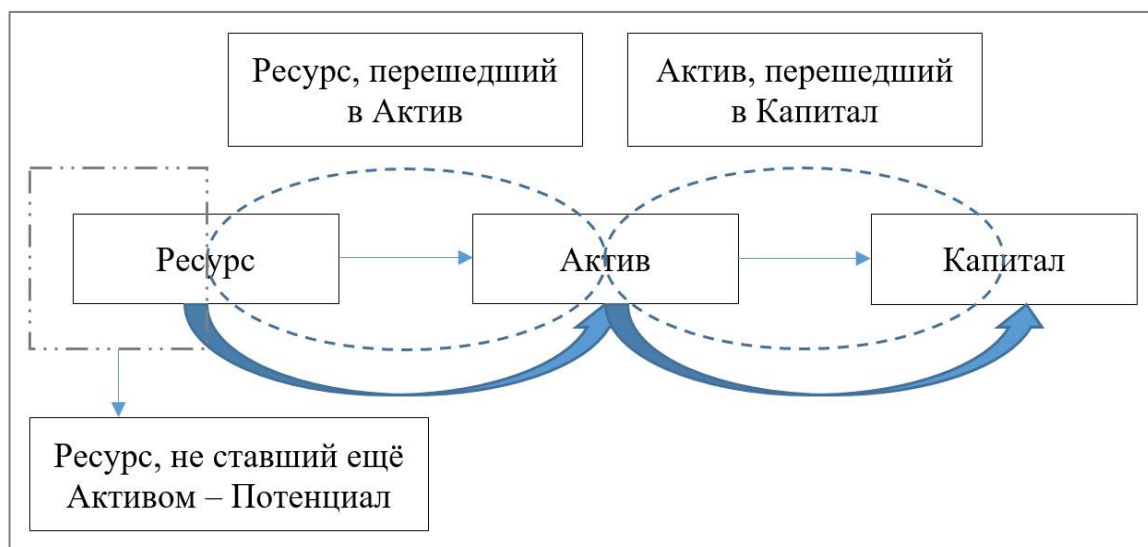 Ресурс, перешедший
в Актив
Актив, перешедший
в Капитал
Ресурс
Актив
Капитал
Ресурс, не ставший ещё
Активом – Потенциал